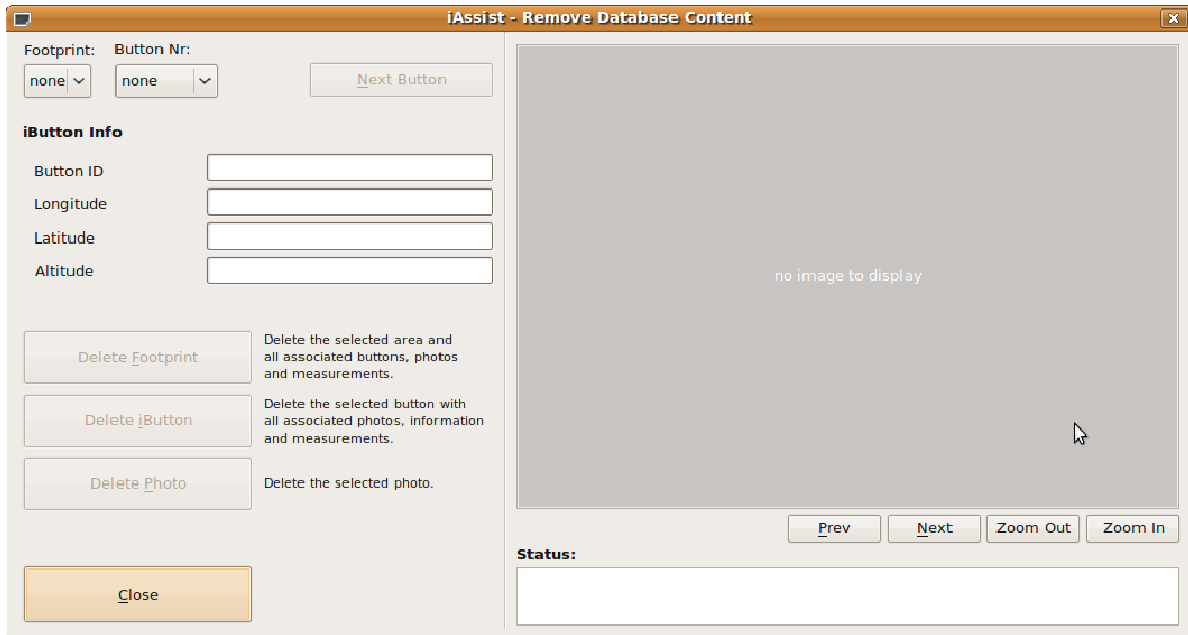 iAssist - Remove Database Content
Footprint: Button Nr:
none none Next Button
iButton Info
Button ID
Longitude
Latitude
Altitude
Delete Footprint
Delete the selected area and
all associated buttons, photos
and measurements.
Delete iButton
Delete the selected button with
all associated photos, information
and measurements.
Delete Photo
Delete the selected photo.
Close
no image to display
Prev Next Zoom Out Zoom In
Status: